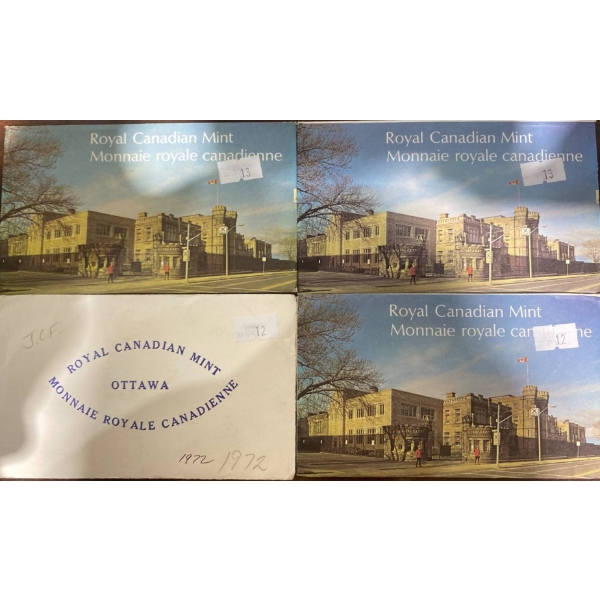 Royal Canadian Mint
Monnaie royale canadienne
13
Royal Canadian Mint
Monnaie royale canadienne
13
J.C.F.
12
ROYAL CANADIAN MINT
OTTAWA
MONNAIE ROYALE CANADIENNE
1972 1972
Royal Canadian Mint
Monnaie royale canadienne
12